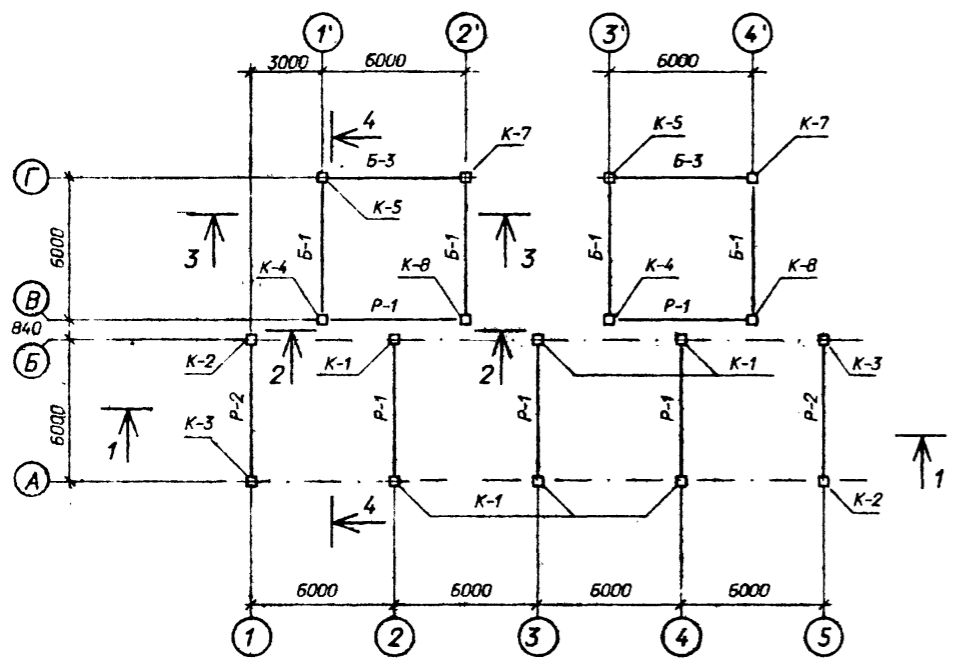 1' 2' 3' 4'
3000 6000 6000
4
К-7 К-5 К-7
Б-3 Б-3
Г
К-5
6000
3 Б-1 Б-1 3 Б-1 Б-1
К-4 К-8 К-4 К-8
В
Р-1 Р-1
840
Б
К-2 2 К-1 2 К-1 К-3
6000
Р-2 Р-1 Р-1 Р-1 Р-2
К-3
1 1
А
К-1 К-2
4
6000 6000 6000 6000
1 2 3 4 5